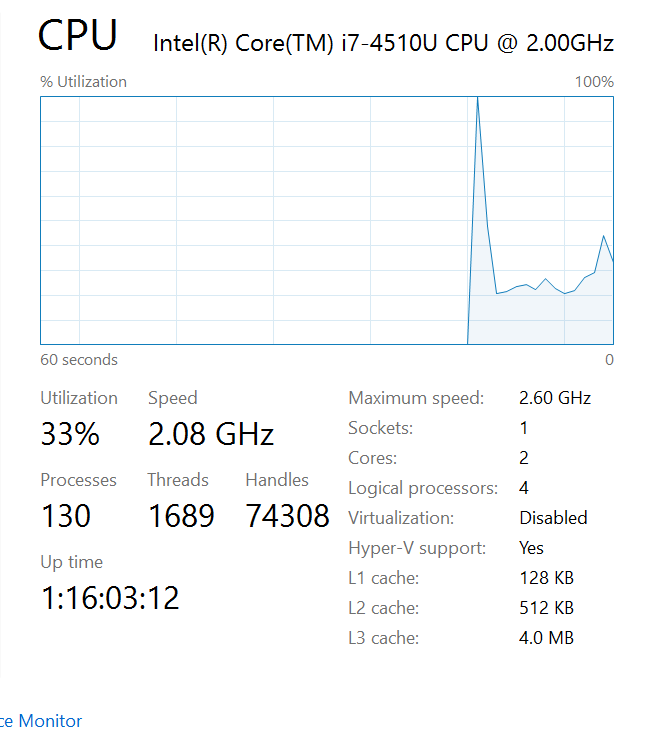 CPU Intel(R) Core(TM) i7-4510U CPU @ 2.00GHz
% Utilization 100%
60 seconds 0
Utilization Speed
33% 2.08 GHz
Processes Threads Handles
130 1689 74308
Up time
1:16:03:12
Maximum speed: 2.60 GHz
Sockets: 1
Cores: 2
Logical processors: 4
Virtualization: Disabled
Hyper-V support: Yes
L1 cache: 128 KB
L2 cache: 512 KB
L3 cache: 4.0 MB
ce Monitor